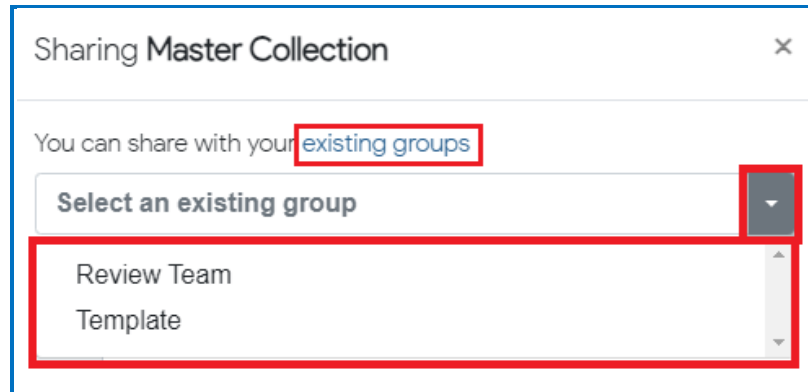 Sharing Master Collection
You can share with your existing groups
Select an existing group
Review Team
Template